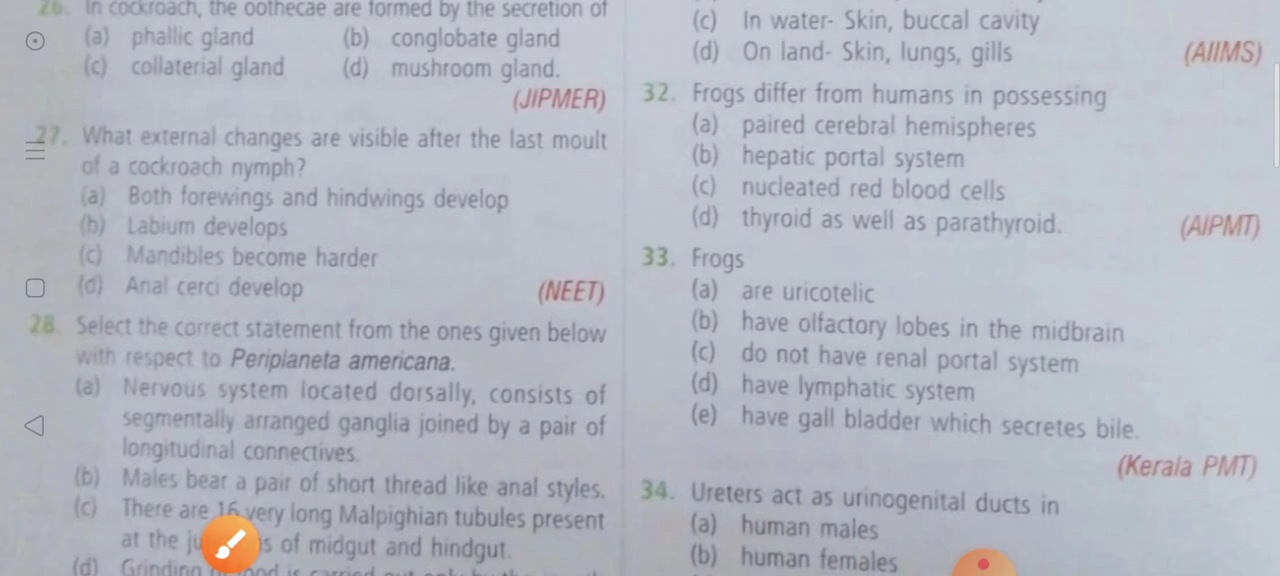 26. In cockroach, the oothecae are formed by the secretion of
(a) phallic gland (b) conglobate gland
(c) collaterial gland (d) mushroom gland.
(JIPMER)
27. What external changes are visible after the last moult
of a cockroach nymph?
(a) Both forewings and hindwings develop
(b) Labium develops
(c) Mandibles become harder
(d) Anal cerci develop (NEET)
28. Select the correct statement from the ones given below
with respect to Periplaneta americana.
(a) Nervous system located dorsally, consists of
segmentally arranged ganglia joined by a pair of
longitudinal connectives.
(b) Males bear a pair of short thread like anal styles.
(c) There are 16 very long Malpighian tubules present
at the of midgut and hindgut.
(d) Grinding
(c) In water- Skin, buccal cavity
(d) On land- Skin, lungs, gills (AIIMS)
32. Frogs differ from humans in possessing
(a) paired cerebral hemispheres
(b) hepatic portal system
(c) nucleated red blood cells
(d) thyroid as well as parathyroid. (AIPMT)
33. Frogs
(a) are uricotelic
(b) have olfactory lobes in the midbrain
(c) do not have renal portal system
(d) have lymphatic system
(e) have gall bladder which secretes bile.
(Kerala PMT)
34. Ureters act as urinogenital ducts in
(a) human males
(b) human females